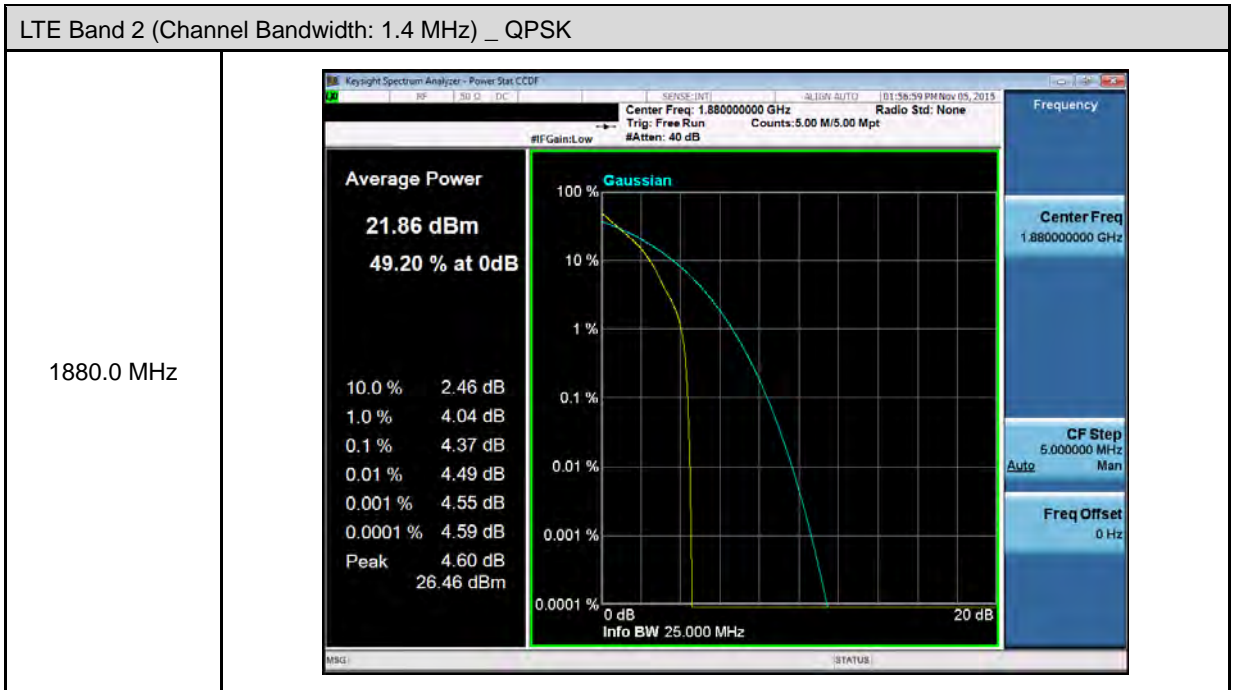 LTE Band 2 (Channel Bandwidth: 1.4 MHz) _ QPSK
1880.0 MHz
Keysight Spectrum Analyzer - Power Stat CCDF
RF 50 Ω DC SENSE:INT ALIGN AUTO 01:56:59 PM Nov 05, 2015
Center Freq: 1.880000000 GHz Radio Std: None
Trig: Free Run Counts:5.00 M/5.00 Mpt
#IFGain:Low #Atten: 40 dB
Frequency
Average Power
21.86 dBm
49.20 % at 0dB
10.0 % 2.46 dB
1.0 % 4.04 dB
0.1 % 4.37 dB
0.01 % 4.49 dB
0.001 % 4.55 dB
0.0001 % 4.59 dB
Peak 4.60 dB
26.46 dBm
Gaussian
100 %
10 %
1 %
0.1 %
0.01 %
0.001 %
0.0001 %
0 dB 20 dB
Info BW 25.000 MHz
Center Freq
1.880000000 GHz
CF Step
5.000000 MHz
Auto Man
Freq Offset
0 Hz
MSG STATUS